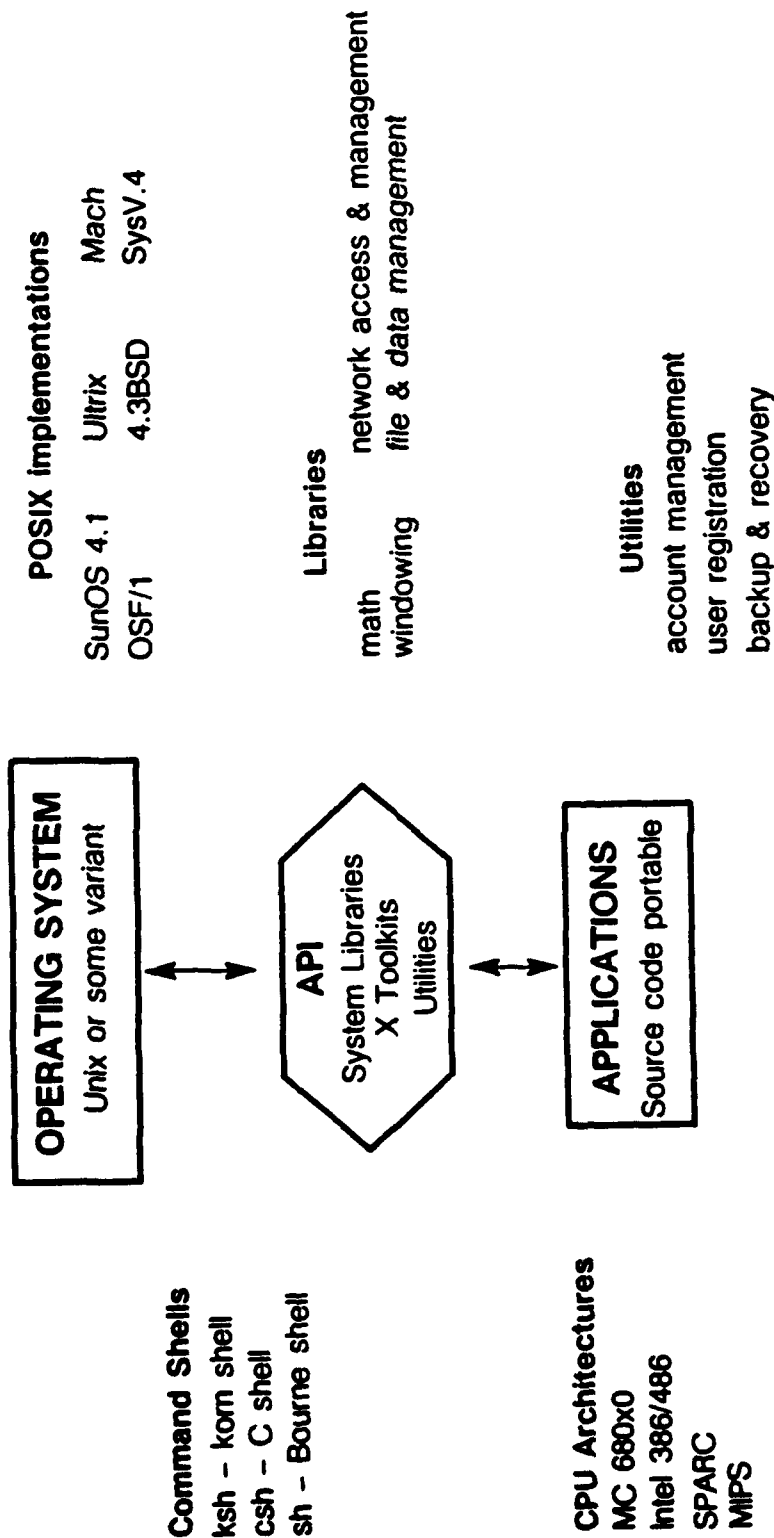 Command Shells
ksh – korn shell
csh – C shell
sh – Bourne shell
CPU Architectures
MC 680x0
Intel 386/486
SPARC
MIPS
OPERATING SYSTEM
Unix or some variant
API
System Libraries
X Toolkits
Utilities
APPLICATIONS
Source code portable
POSIX implementations
SunOS 4.1 Ultrix Mach
OSF/1 4.3BSD SysV.4
Libraries
math network access & management
windowing file & data management
Utilities
account management
user registration
backup & recovery